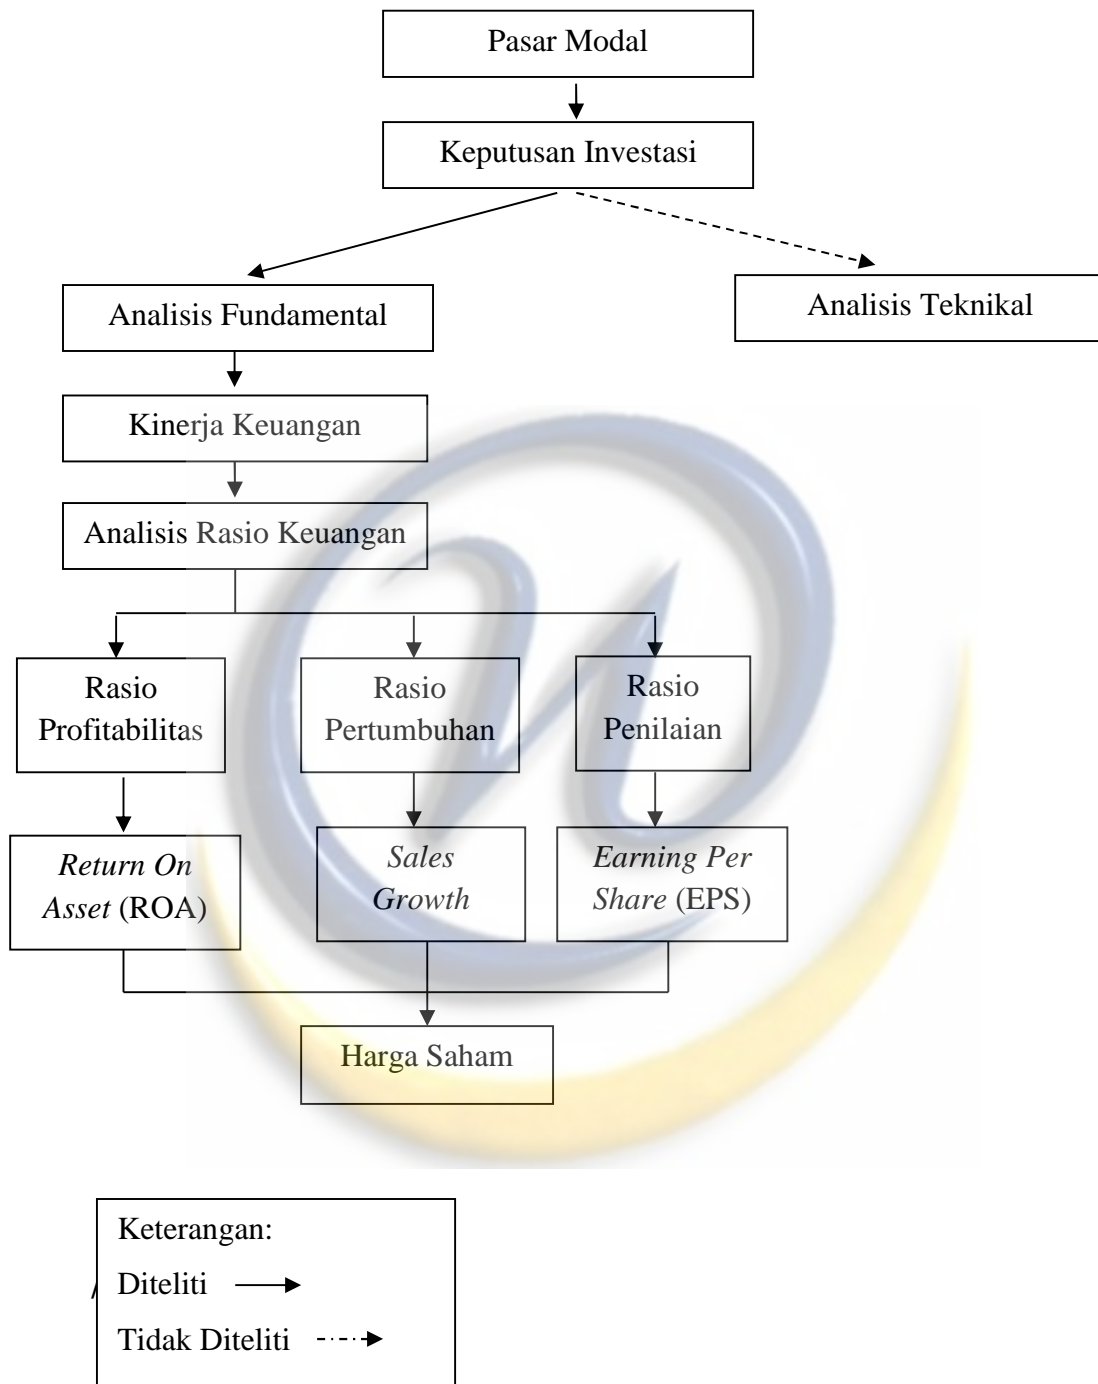 Pasar Modal
Keputusan Investasi
Analisis Fundamental
Analisis Teknikal
Kinerja Keuangan
Analisis Rasio Keuangan
Rasio
Profitabilitas
Rasio
Pertumbuhan
Rasio
Penilaian
Return On
Asset (ROA)
Sales
Growth
Earning Per
Share (EPS)
Harga Saham
Keterangan:
Diteliti
Tidak Diteliti